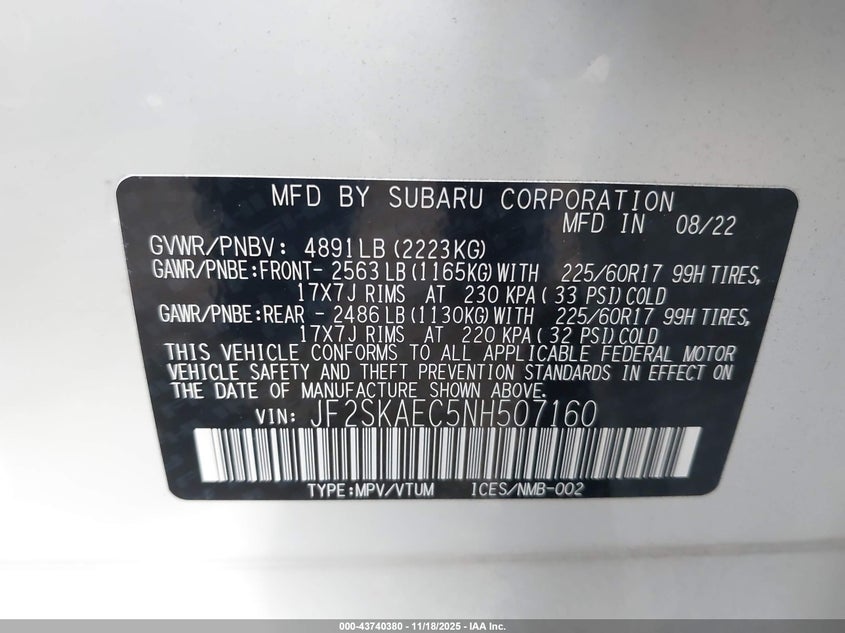 MFD BY SUBARU CORPORATION
MFD IN 08/22
GVWR/PNBV: 4891LB(2223KG)
GAWR/PNBE:FRONT- 2563LB(1165KG)WITH 225/60R17 99H TIRES,
17X7J RIMS AT 230 KPA( 33 PSI)COLD
GAWR/PNBE:REAR - 2486LB(1130KG)WITH 225/60R17 99H TIRES,
17X7J RIMS AT 220 KPA( 32 PSI)COLD
THIS VEHICLE CONFORMS TO ALL APPLICABLE FEDERAL MOTOR
VEHICLE SAFETY AND THEFT PREVENTION STANDARDS IN EFFECT ON
THE DATE OF MANUFACTURE SHOWN ABOVE.
VIN: JF2SKAEC5NH507160
TYPE:MPV/VTUM ICES/NMB-002
000-43740380 - 11/18/2025 - IAA Inc.